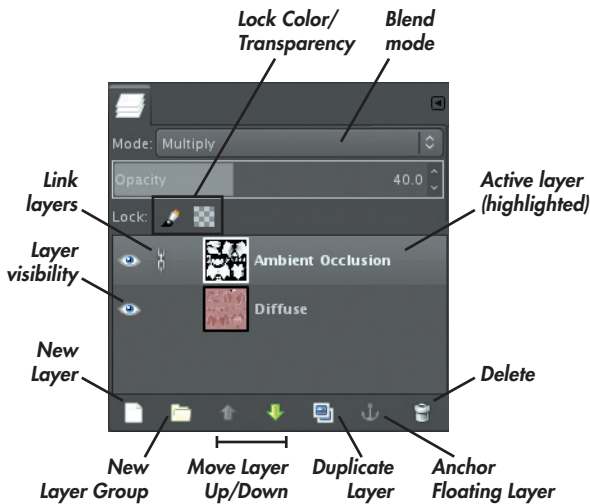 Lock Color/
Transparency
Blend
mode
Mode: Multiply
Opacity 40.0
Lock:
Link
layers
Active layer
(highlighted)
Layer
visibility
Ambient Occlusion
Diffuse
New
Layer
Delete
New
Layer Group
Move Layer
Up/Down
Duplicate
Layer
Anchor
Floating Layer